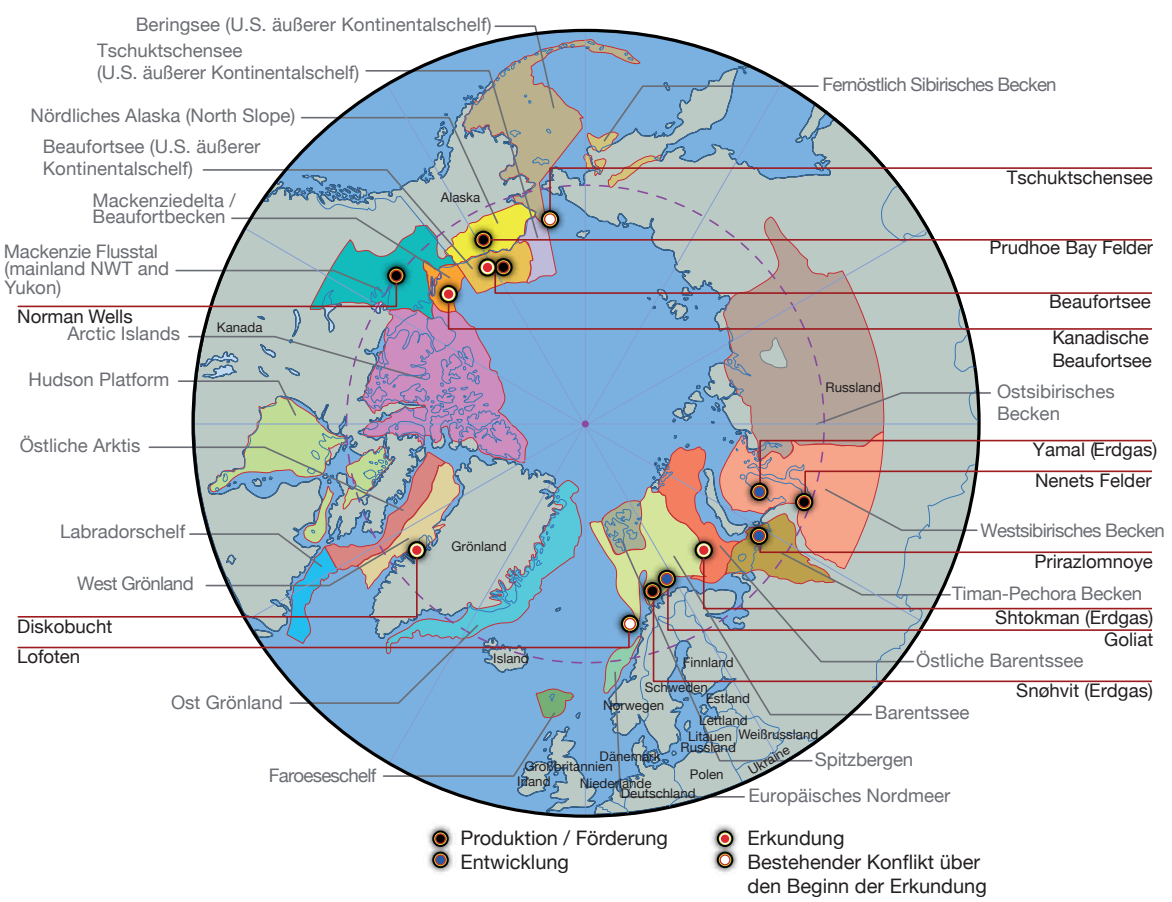 Beringsee (U.S. äußerer Kontinentalschelf)
Tschuktschensee
(U.S. äußerer Kontinentalschelf)
Nördliches Alaska (North Slope)
Beaufortsee (U.S. äußerer
Kontinentalschelf)
Mackenziedelta /
Beaufortbecken
Mackenzie Flusstal
(mainland NWT and
Yukon)
Norman Wells
Arctic Islands
Hudson Platform
Östliche Arktis
Labradorschelf
West Grönland
Diskobucht
Lofoten
Ost Grönland
Faroeseschelf
Fernöstlich Sibirisches Becken
Tschuktschensee
Prudhoe Bay Felder
Beaufortsee
Kanadische
Beaufortsee
Ostsibirisches
Becken
Yamal (Erdgas)
Nenets Felder
Westsibirisches Becken
Prirazlomnoye
Timan-Pechora Becken
Shtokman (Erdgas)
Goliat
Östliche Barentssee
Snøhvit (Erdgas)
Barentssee
Spitzbergen
Europäisches Nordmeer
Alaska
Kanada
Russland
Grönland
Island
Finnland
Schweden
Norwegen
Estland
Lettland
Litauen
Russland
Weißrussland
Ukraine
Dänemark
Großbritannien
Irland
Niederlande
Polen
Deutschland
Produktion / Förderung
Entwicklung
Erkundung
Bestehender Konflikt über
den Beginn der Erkundung